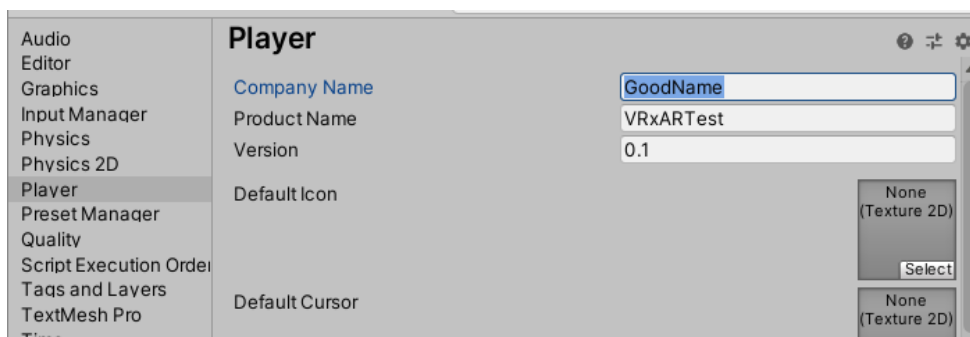 Audio
Editor
Graphics
Input Manager
Physics
Physics 2D
Player
Preset Manager
Quality
Script Execution Order
Tags and Layers
TextMesh Pro
Player
Company Name
GoodName
Product Name
VRxARTest
Version
0.1
Default Icon
None
(Texture 2D)
Select
Default Cursor
None
(Texture 2D)